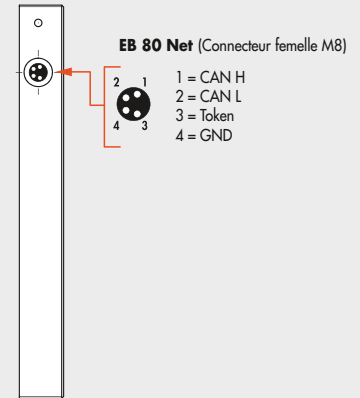 EB 80 Net (Connecteur femelle M8)
2 1
4 3
1 = CAN H
2 = CAN L
3 = Token
4 = GND